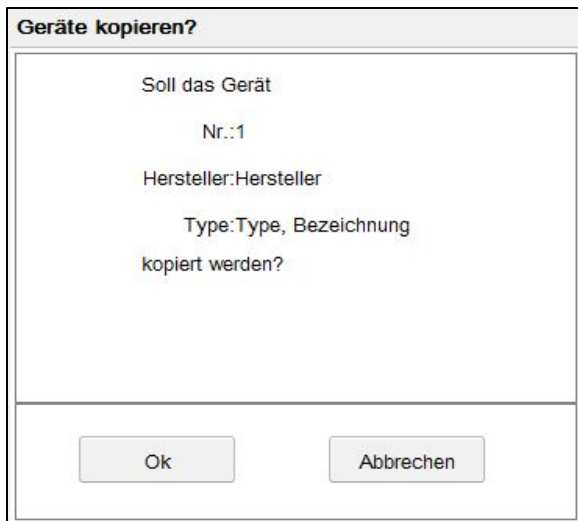 Geräte kopieren?
Soll das Gerät
Nr.:1
Hersteller:Hersteller
Type:Type, Bezeichnung
kopiert werden?
Ok
Abbrechen